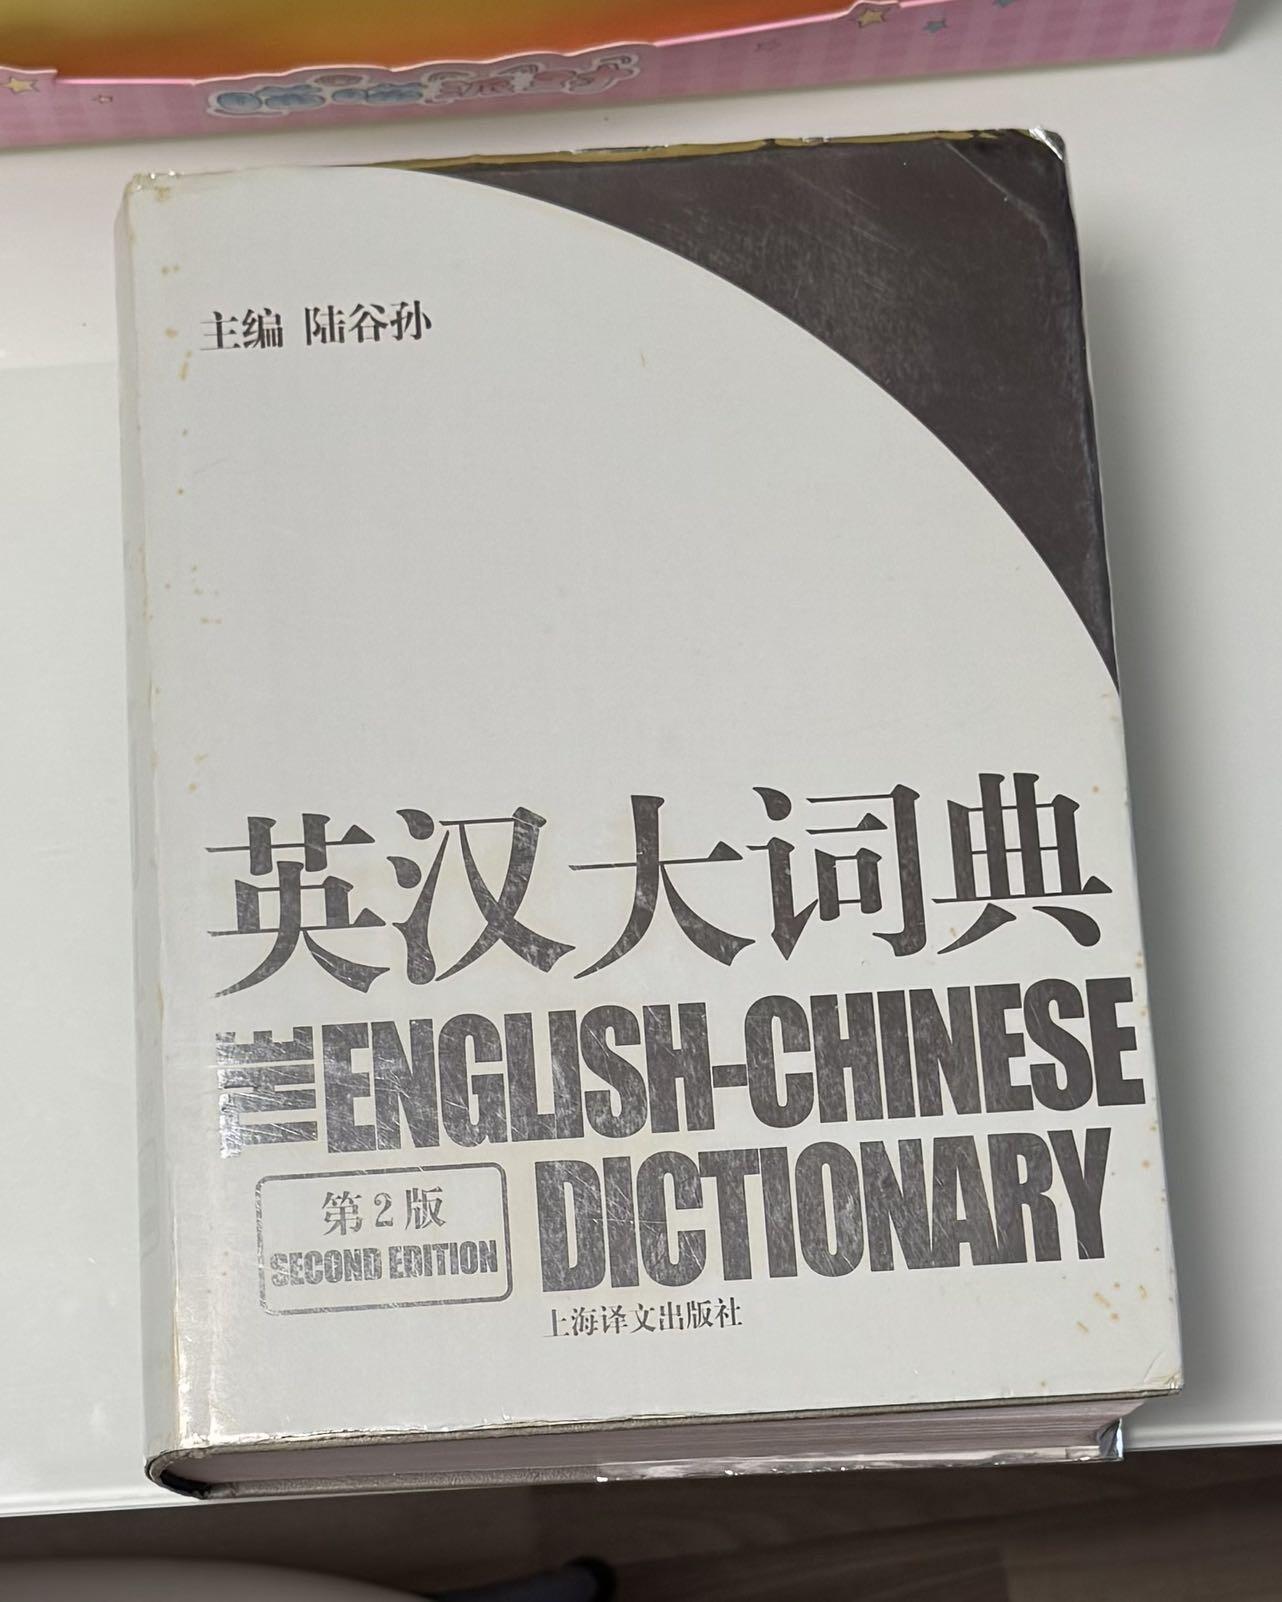 主编 陆谷孙
英汉大词典
THE ENGLISH-CHINESE
DICTIONARY
第2版
SECOND EDITION
上海译文出版社